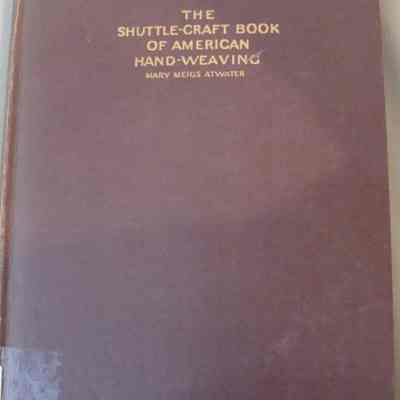 THE
SHUTTLE-CRAFT BOOK
OF AMERICAN
HAND-WEAVING
MARY MEIGS ATWATER